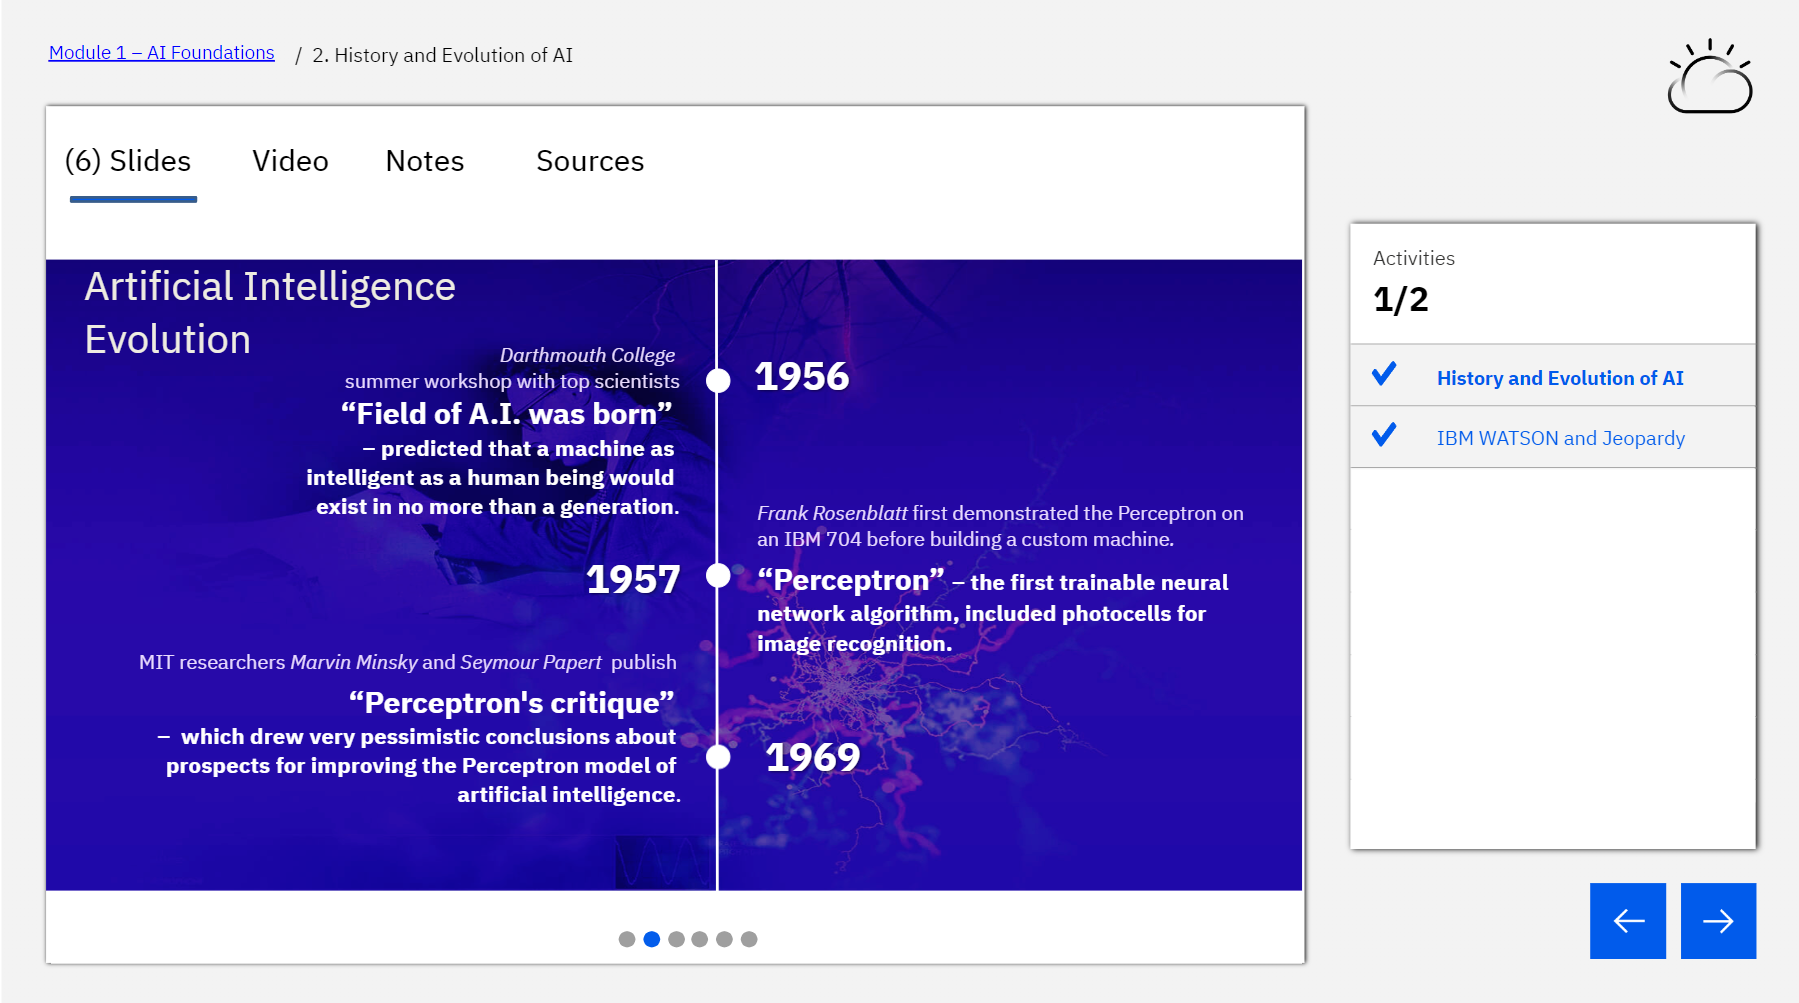 Module 1 – AI Foundations / 2. History and Evolution of AI
(6) Slides Video Notes Sources
Artificial Intelligence
Evolution
Darthmouth College
summer workshop with top scientists
1956
“Field of A.I. was born”
– predicted that a machine as
intelligent as a human being would
exist in no more than a generation.
1957
Frank Rosenblatt first demonstrated the Perceptron on
an IBM 704 before building a custom machine.
“Perceptron” – the first trainable neural
network algorithm, included photocells for
image recognition.
MIT researchers Marvin Minsky and Seymour Papert publish
“Perceptron's critique”
– which drew very pessimistic conclusions about
prospects for improving the Perceptron model of
artificial intelligence.
1969
Activities
1/2
History and Evolution of AI
IBM WATSON and Jeopardy